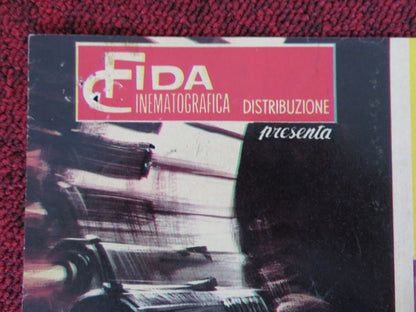 FIDA
CINEMATOGRAFICA DISTRIBUZIONE
presenta